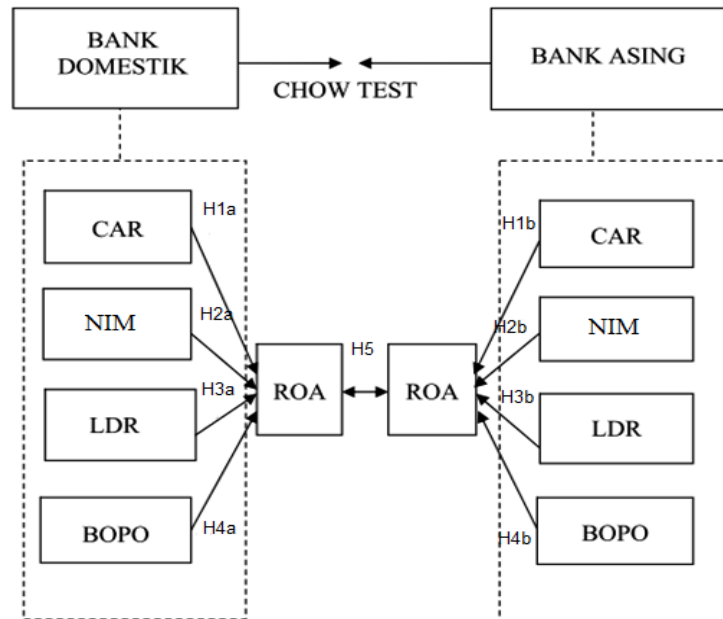 BANK
DOMESTIK
BANK ASING
CHOW TEST
H1a
CAR
H1b
CAR
NIM
H2a
H2b
NIM
H5
ROA
ROA
H3a
LDR
H3b
LDR
BOPO
H4a
H4b
BOPO